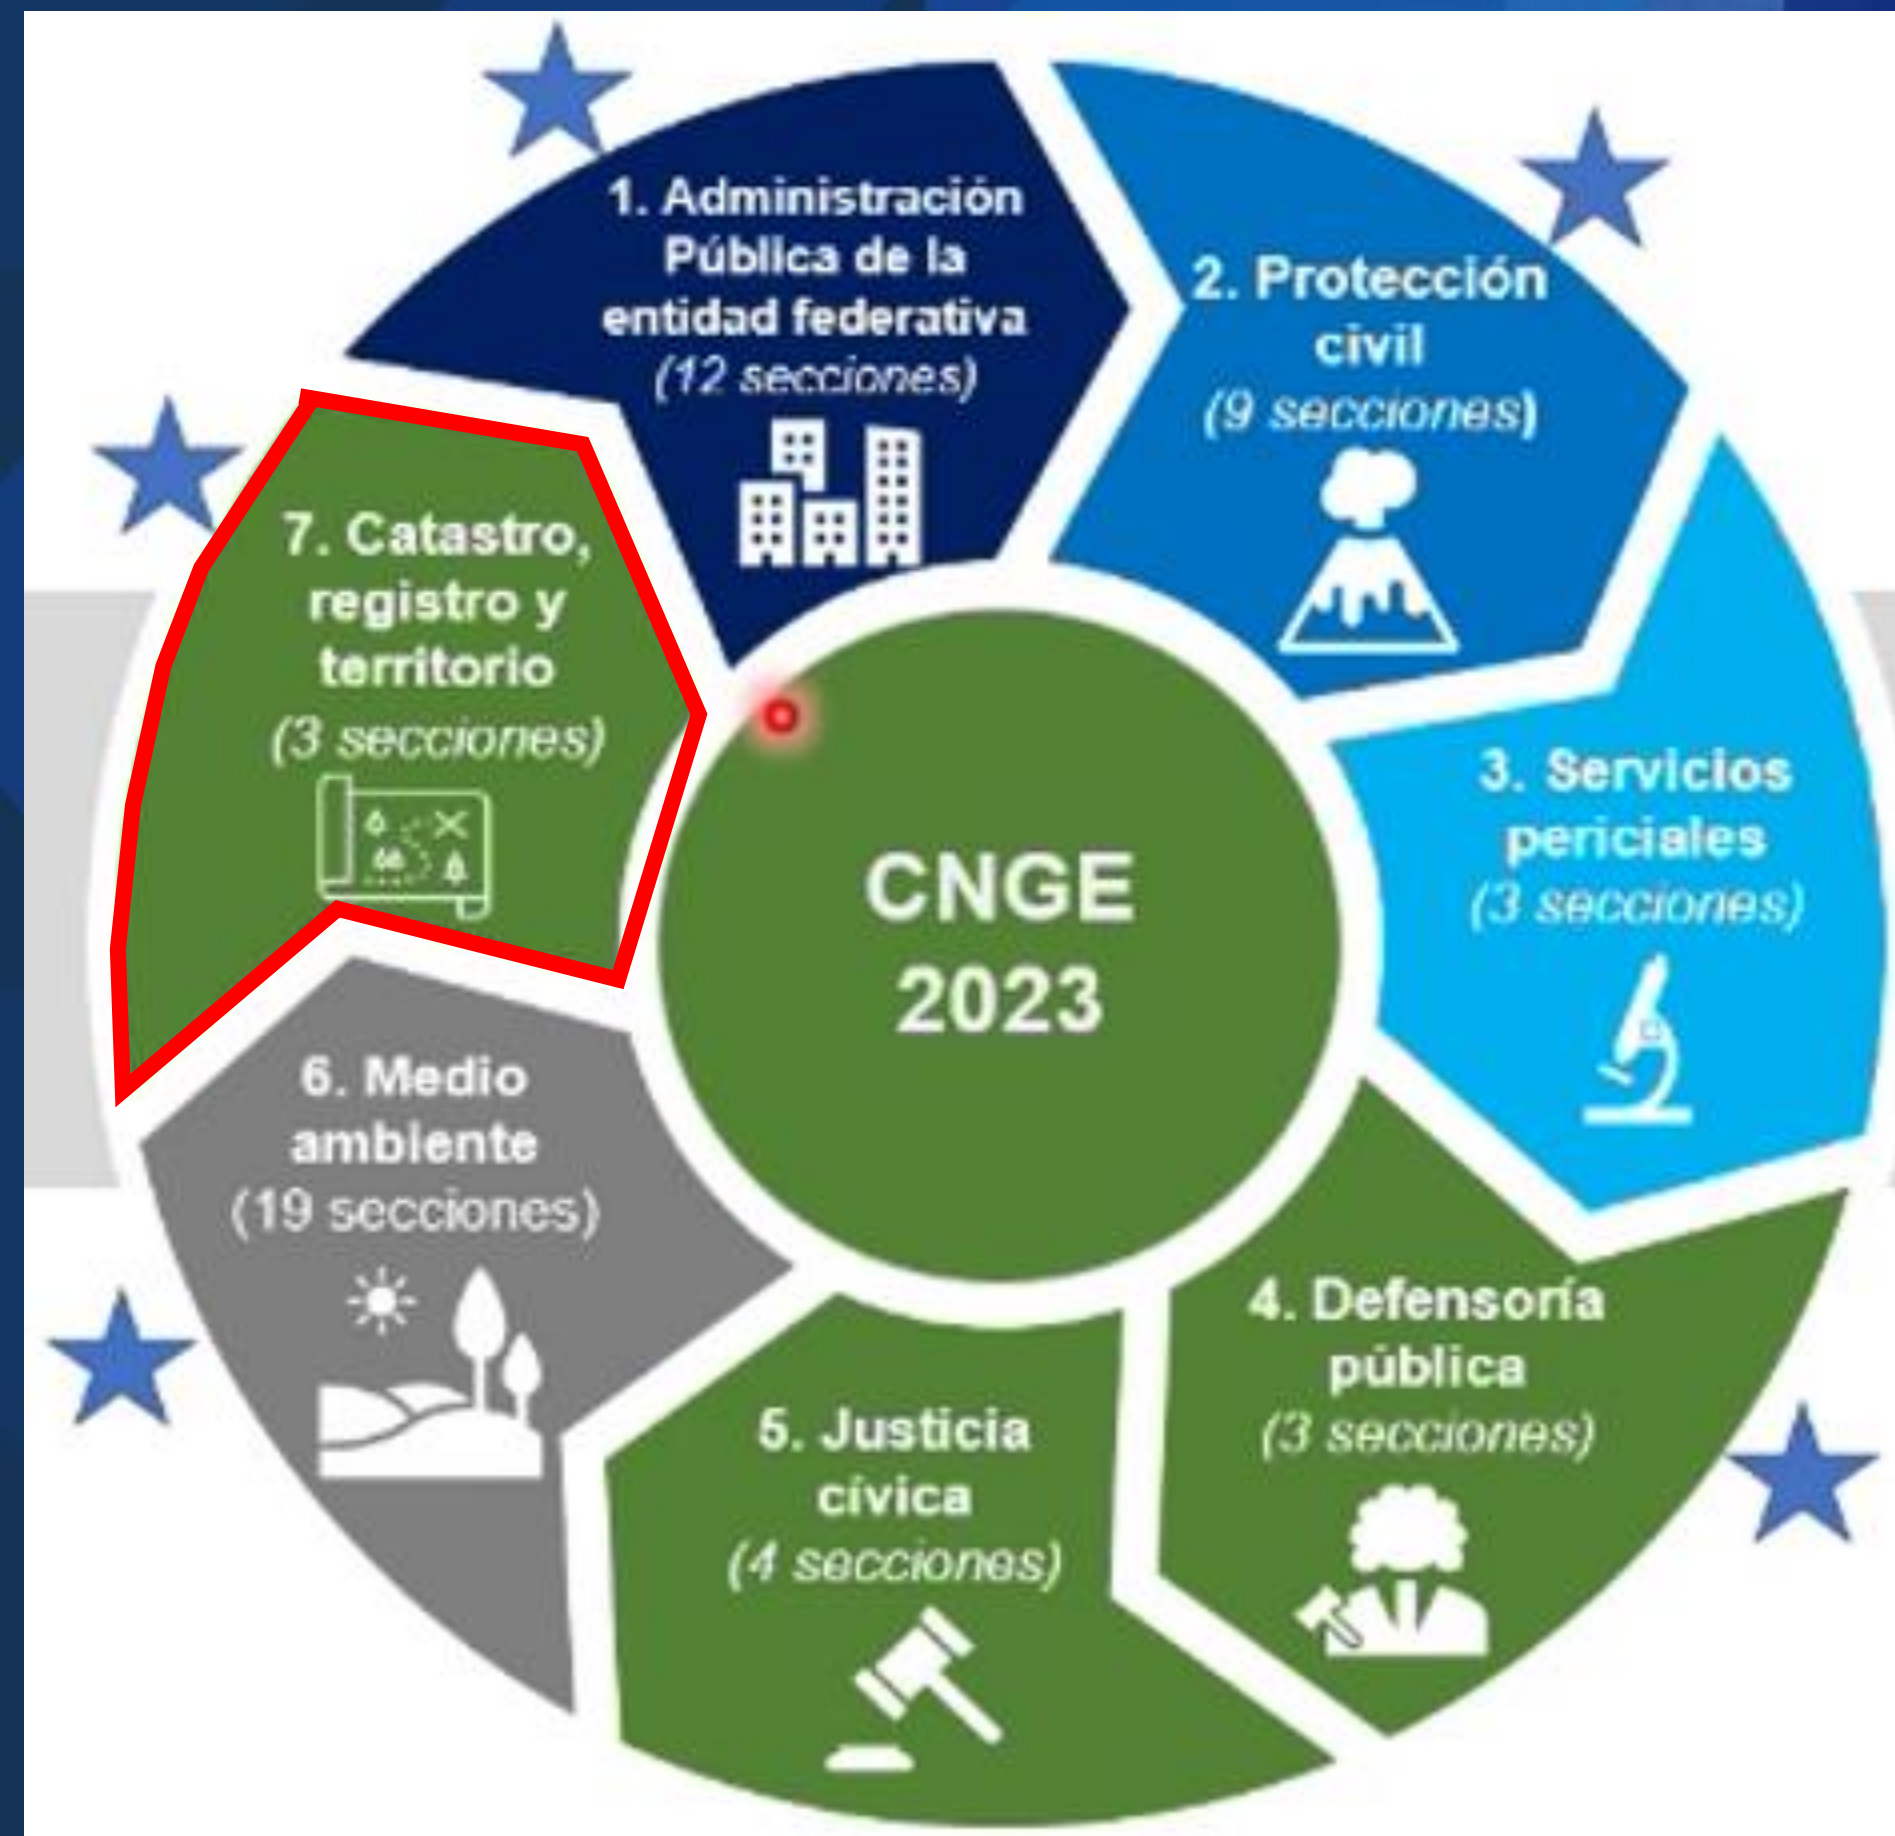 1. Administración
Pública de la
entidad federativa
(12 secciones)
2. Protección
civil
(9 secciones)
3. Servicios
periciales
(3 secciones)
4. Defensoría
pública
(3 secciones)
5. Justicia
cívica
(4 secciones)
6. Medio
ambiente
(19 secciones)
7. Catastro,
registro y
territorio
(3 secciones)
CNGE
2023